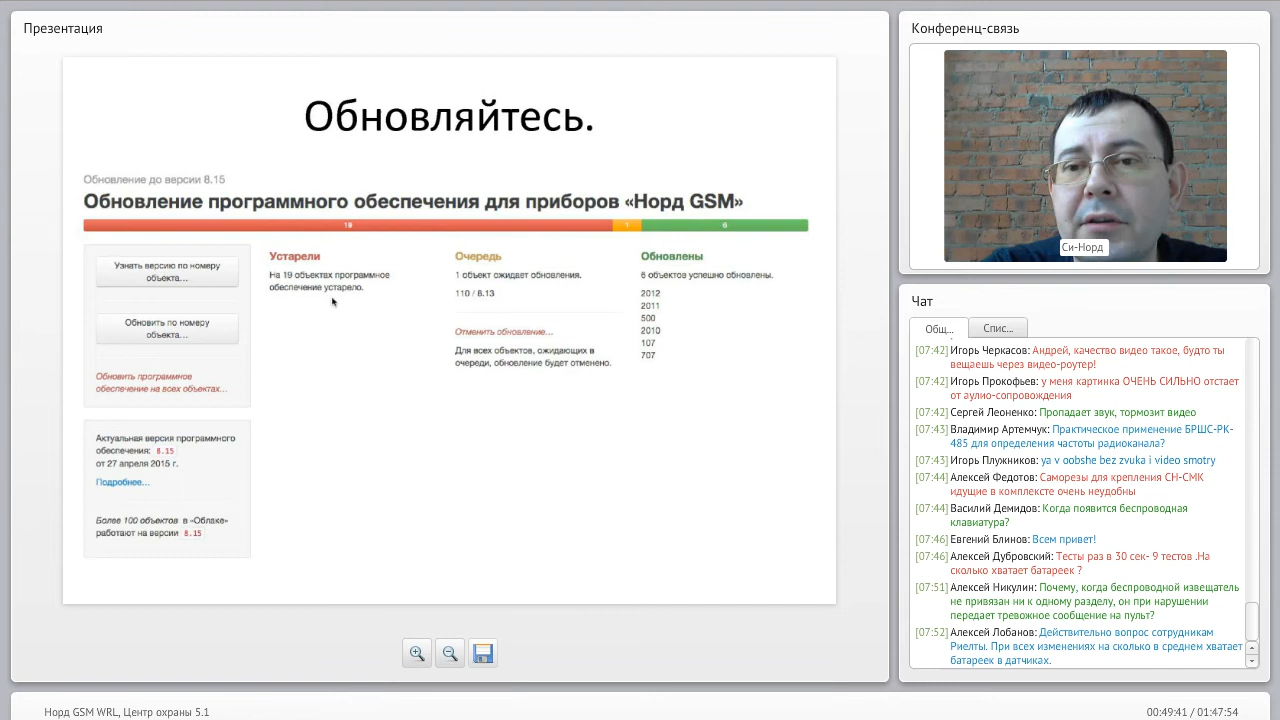 Презентация
Обновляйтесь.
Обновление до версии 8.15
Обновление программного обеспечения для приборов «Норд GSM»
19
1
6
Узнать версию по номеру
объекта...
Обновить по номеру
объекта...
Обновить программное
обеспечение на всех объектах...
Актуальная версия программного
обеспечения: 8.15
от 27 апреля 2015 г.
Подробнее...
Более 100 объектов в «Облаке»
работают на версии 8.15
Устарели
На 19 объектах программное
обеспечение устарело.
Очередь
1 объект ожидает обновления.
110 / 8.13
Отменить обновление...
Для всех объектов, ожидающих в
очереди, обновление будет отменено.
Обновлены
6 объектов успешно обновлены.
2012
2011
500
2010
107
707
Конференц-связь
Си-Норд
Чат
Общ...
Спис...
[07:42] Игорь Черкасов: Андрей, качество видео такое, будто ты
вещаешь через видео-роутер!
[07:42] Игорь Прокофьев: у меня картинка ОЧЕНЬ СИЛЬНО отстает
от аулио-сопровождения
[07:42] Сергей Леоненко: Пропадает звук, тормозит видео
[07:43] Владимир Артемчук: Практическое применение БРШС-РК-
485 для определения частоты радиоканала?
[07:43] Игорь Плужников: ya v oobshe bez zvuka i video smotry
[07:44] Алексей Федотов: Саморезы для крепления СН-СМК
идущие в комплексте очень неудобны
[07:44] Василий Демидов: Когда появится беспроводная
клавиатура?
[07:46] Евгений Блинов: Всем привет!
[07:46] Алексей Дубровский: Тесты раз в 30 сек- 9 тестов .На
сколько хватает батареек ?
[07:51] Алексей Никулин: Почему, когда беспроводной извещатель
не привязан ни к одному разделу, он при нарушении
передает тревожное сообщение на пульт?
[07:52] Алексей Лобанов: Действительно вопрос сотрудникам
Риелты. При всех изменениях на сколько в среднем хватает
батареек в датчиках.
Норд GSM WRL, Центр охраны 5.1
00:49:41 / 01:47:54